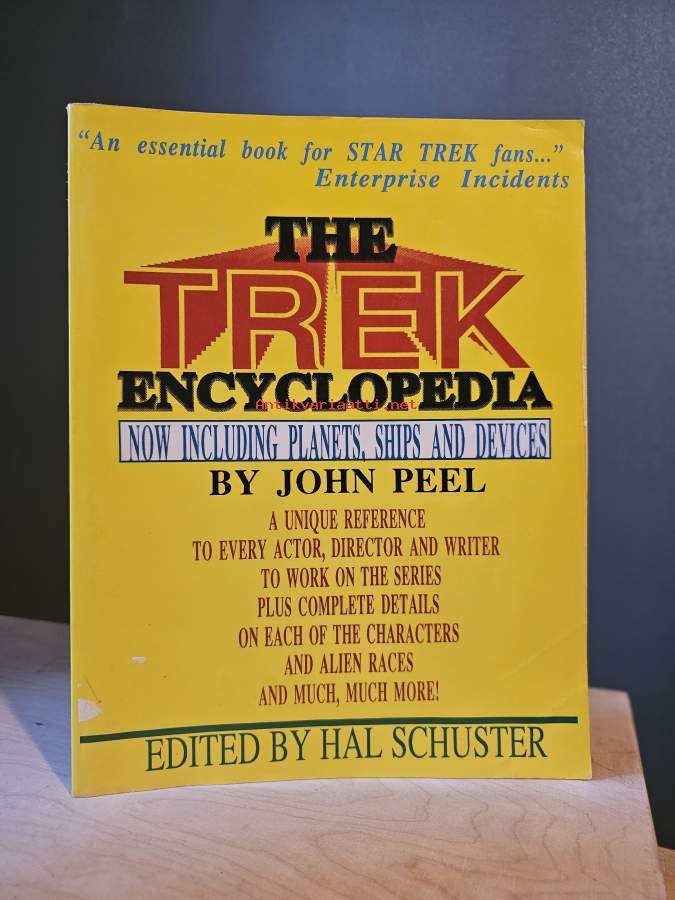 "An essential book for STAR TREK fans..."
Enterprise Incidents
THE
TREK
ENCYCLOPEDIA
Antikvariaatti.net
NOW INCLUDING PLANETS, SHIPS AND DEVICES
BY JOHN PEEL
A UNIQUE REFERENCE
TO EVERY ACTOR, DIRECTOR AND WRITER
TO WORK ON THE SERIES
PLUS COMPLETE DETAILS
ON EACH OF THE CHARACTERS
AND ALIEN RACES
AND MUCH, MUCH MORE!
EDITED BY HAL SCHUSTER